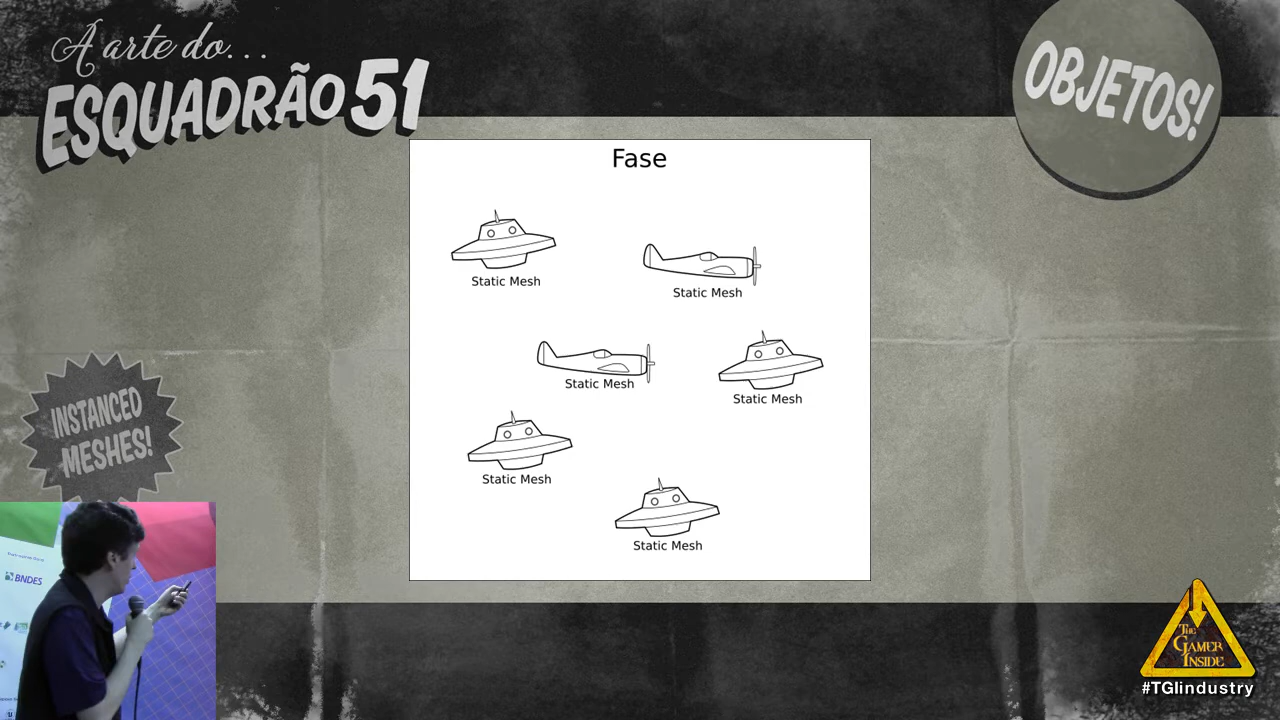 A arte do...
ESQUADRÃO 51
OBJETOS!
Fase
Static Mesh
Static Mesh
Static Mesh
Static Mesh
Static Mesh
Static Mesh
INSTANCED
MESHES!
BNDES
THE
GAMER
INSIDE
#TGIindustry